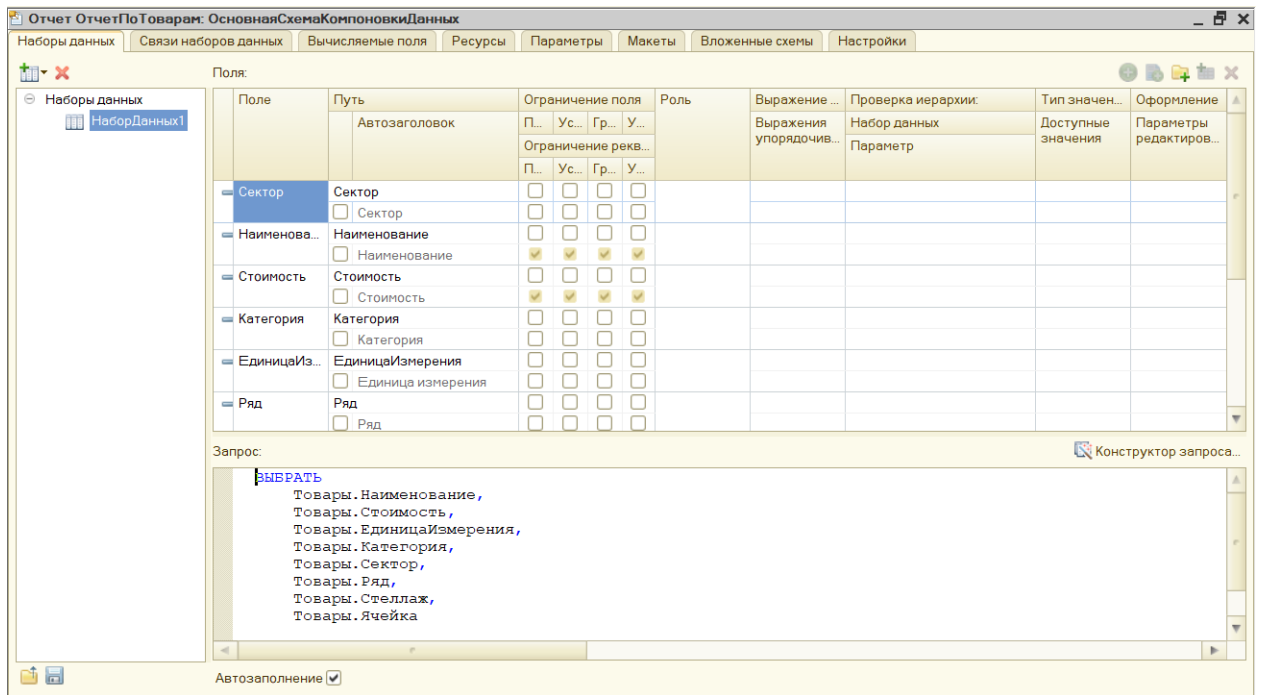 Отчет ОтчетПоТоварам: ОсновнаяСхемаКомпоновкиДанных
Наборы данных Связи наборов данных Вычисляемые поля Ресурсы Параметры Макеты Вложенные схемы Настройки
Поля:
Наборы данных
НаборДанных1
Поле Путь Ограничение поля Роль Выражение ... Проверка иерархии: Тип значен... Оформление
Автозаголовок П... Ус... Гр... У... Выражения упорядочив... Набор данных Доступные значения Параметры редактиров...
Ограничение рекв... Параметр
П... Ус... Гр... У...
Сектор Сектор
Сектор
Наименова... Наименование
Наименование
Стоимость Стоимость
Стоимость
Категория Категория
Категория
ЕдиницаИз... ЕдиницаИзмерения
Единица измерения
Ряд Ряд
Ряд
Запрос: Конструктор запроса...
ВЫБРАТЬ
Товары.Наименование,
Товары.Стоимость,
Товары.ЕдиницаИзмерения,
Товары.Категория,
Товары.Сектор,
Товары.Ряд,
Товары.Стеллаж,
Товары.Ячейка
Автозаполнение